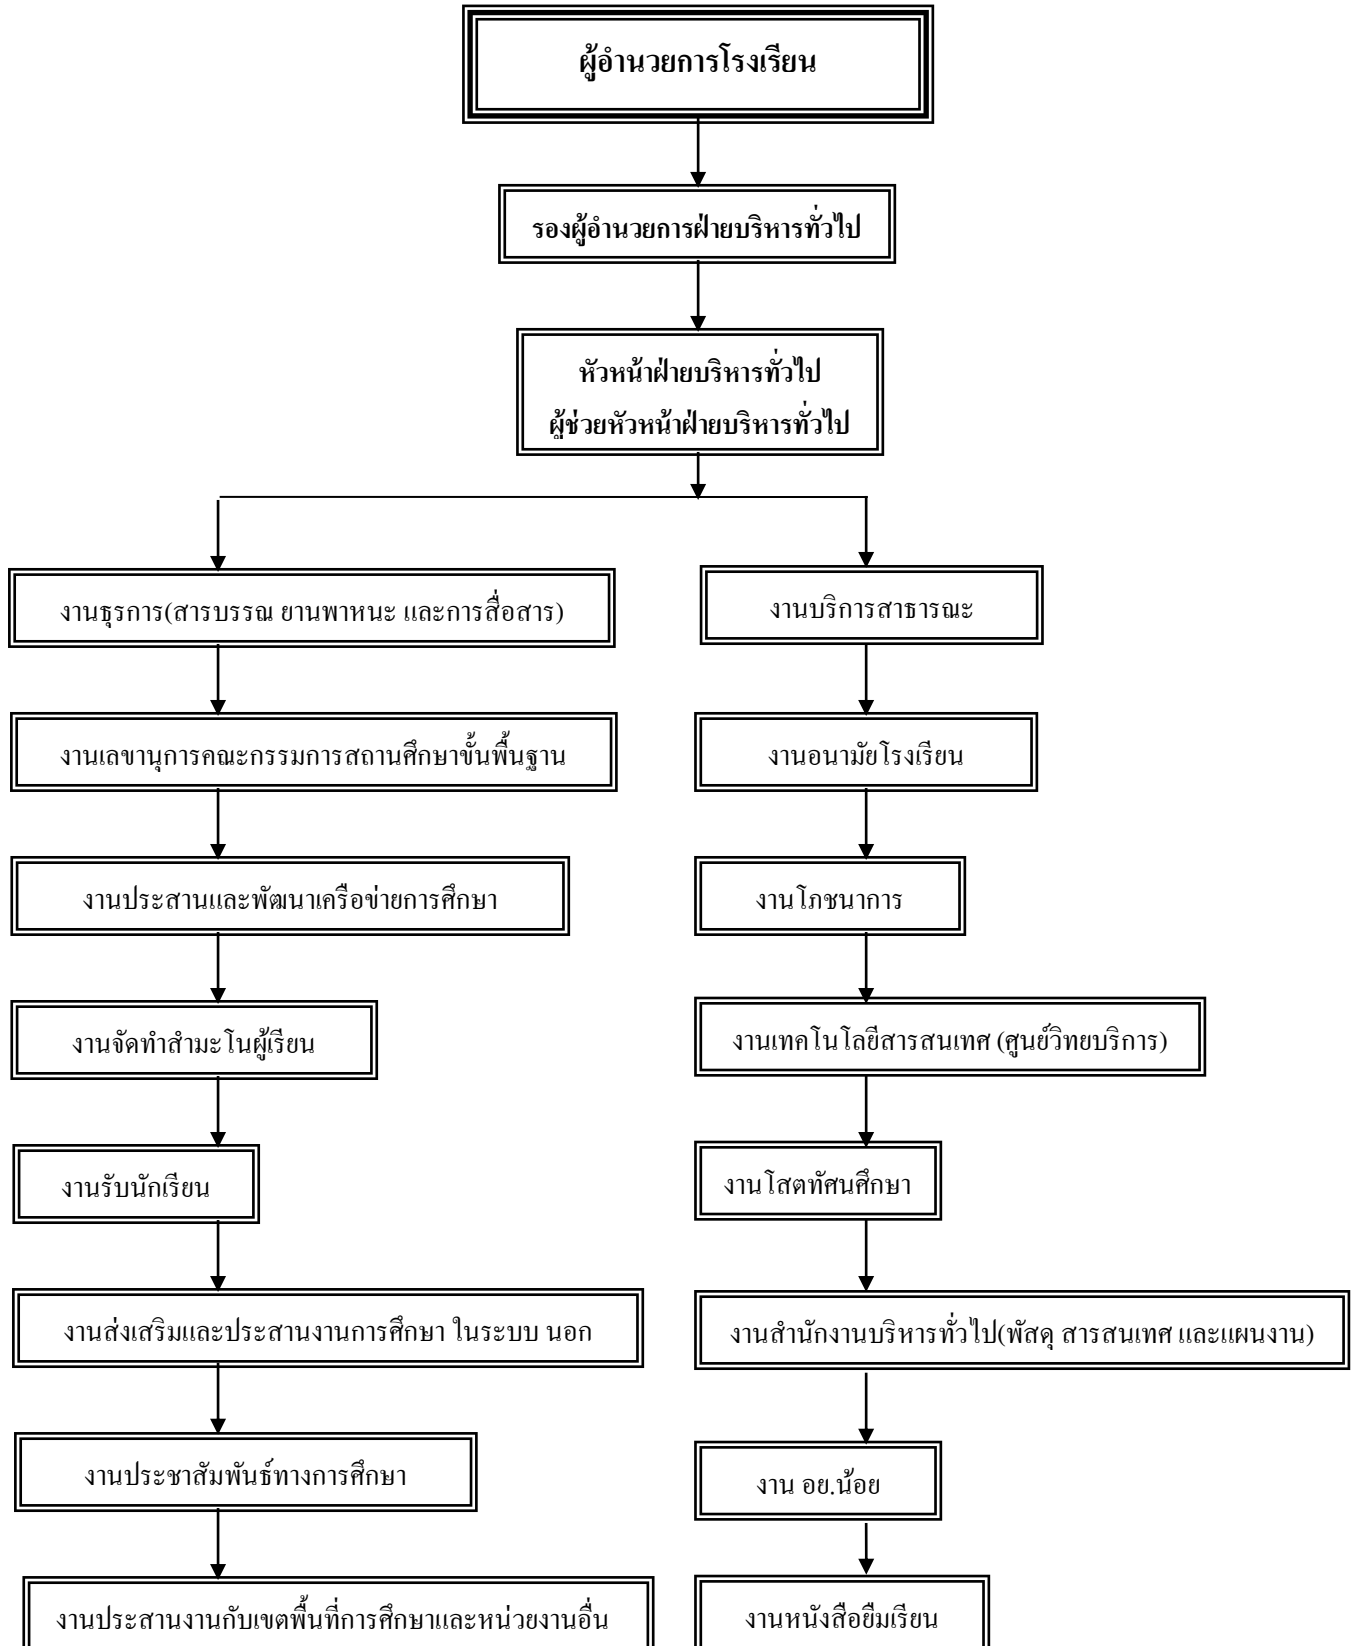 ผู้อำนวยการโรงเรียน
รองผู้อำนวยการฝ่ายบริหารทั่วไป
หัวหน้าฝ่ายบริหารทั่วไป
ผู้ช่วยหัวหน้าฝ่ายบริหารทั่วไป
งานธุรการ(สารบรรณ ยานพาหนะ และการสื่อสาร)
งานเลขานุการคณะกรรมการสถานศึกษาขั้นพื้นฐาน
งานประสานและพัฒนาเครือข่ายการศึกษา
งานจัดทำสำมะโนผู้เรียน
งานรับนักเรียน
งานส่งเสริมและประสานงานการศึกษา ในระบบ นอก
งานประชาสัมพันธ์ทางการศึกษา
งานประสานงานกับเขตพื้นที่การศึกษาและหน่วยงานอื่น
งานบริการสาธารณะ
งานอนามัยโรงเรียน
งานโภชนาการ
งานเทคโนโลยีสารสนเทศ (ศูนย์วิทยบริการ)
งานโสตทัศนศึกษา
งานสำนักงานบริหารทั่วไป(พัสดุ สารสนเทศ และแผนงาน)
งาน อย.น้อย
งานหนังสือยืมเรียน